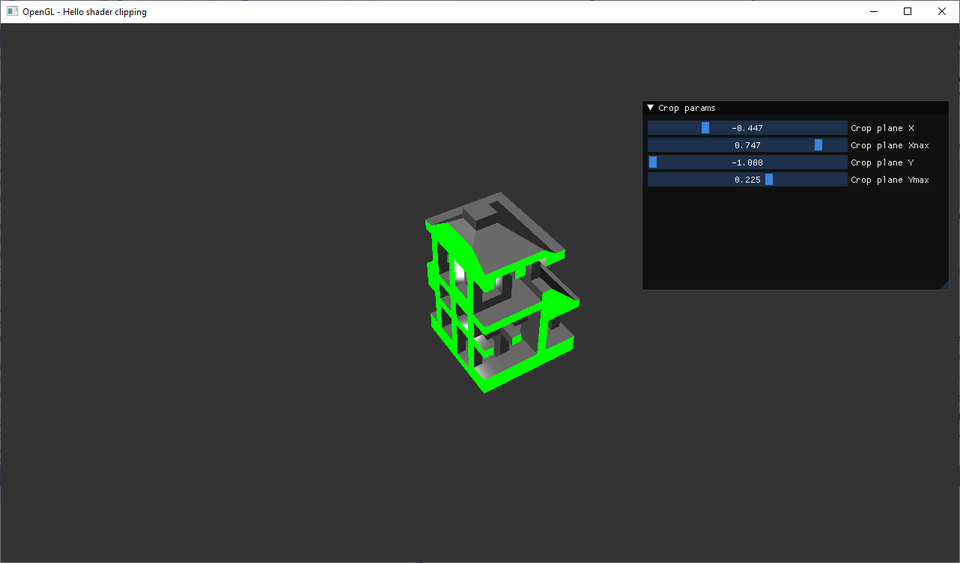 OpenGL - Hello shader clipping
Crop params
-0.447 Crop plane X
0.747 Crop plane Xmax
-1.000 Crop plane Y
0.225 Crop plane Ymax